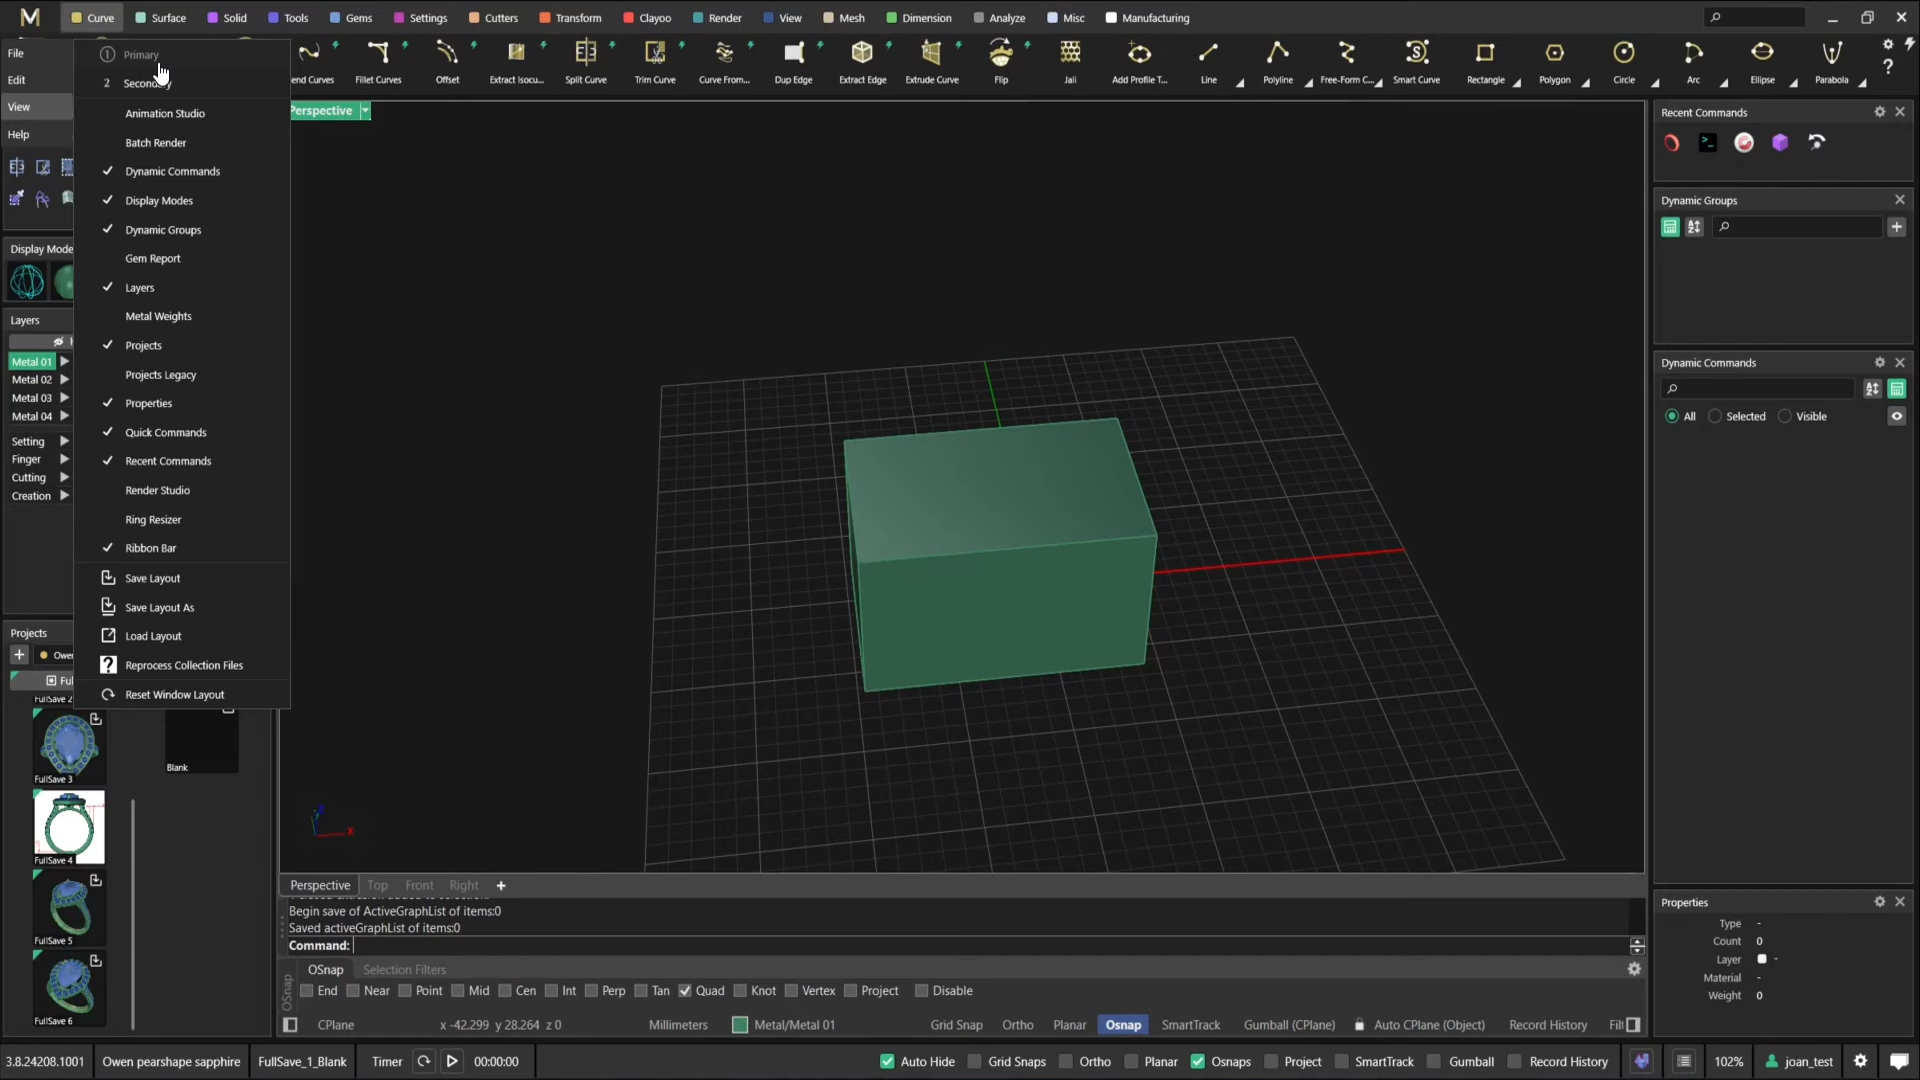 M Curve Surface Solid Tools Gems Settings Cutters Transform Clayoo Render View Mesh Dimension Analyze Misc Manufacturing
File
Edit
View
Help
end Curves Fillet Curves Offset Extract Isocu... Split Curve Trim Curve Curve From... Dup Edge Extract Edge Extrude Curve Flip Jali Add Profile T... Line Polyline Free-Form C... Smart Curve Rectangle Polygon Circle Arc Ellipse Parabola
1 Primary
2 Secondary
Animation Studio
Batch Render
Dynamic Commands
Display Modes
Dynamic Groups
Gem Report
Layers
Metal Weights
Projects
Projects Legacy
Properties
Quick Commands
Recent Commands
Render Studio
Ring Resizer
Ribbon Bar
Save Layout
Save Layout As
Load Layout
Reprocess Collection Files
Reset Window Layout
Display Mode
Layers
Metal 01
Metal 02
Metal 03
Metal 04
Setting
Finger
Cutting
Creation
Projects
Owe
Ful
FullSave 2
FullSave 3
Blank
FullSave 4
FullSave 5
FullSave 6
Perspective
x
Recent Commands
Dynamic Groups
Dynamic Commands
All Selected Visible
Properties
Type -
Count 0
Layer -
Material -
Weight 0
Perspective Top Front Right +
Begin save of ActiveGraphList of items:0
Saved activeGraphList of items:0
Command:
OSnap Selection Filters
OSnap
End Near Point Mid Cen Int Perp Tan Quad Knot Vertex Project Disable
CPlane x -42.299 y 28.264 z 0 Millimeters Metal/Metal 01 Grid Snap Ortho Planar Osnap SmartTrack Gumball (CPlane) Auto CPlane (Object) Record History Filt
3.8.24208.1001 Owen pearshape sapphire FullSave_1_Blank Timer 00:00:00 Auto Hide Grid Snaps Ortho Planar Osnaps Project SmartTrack Gumball Record History 102% joan_test